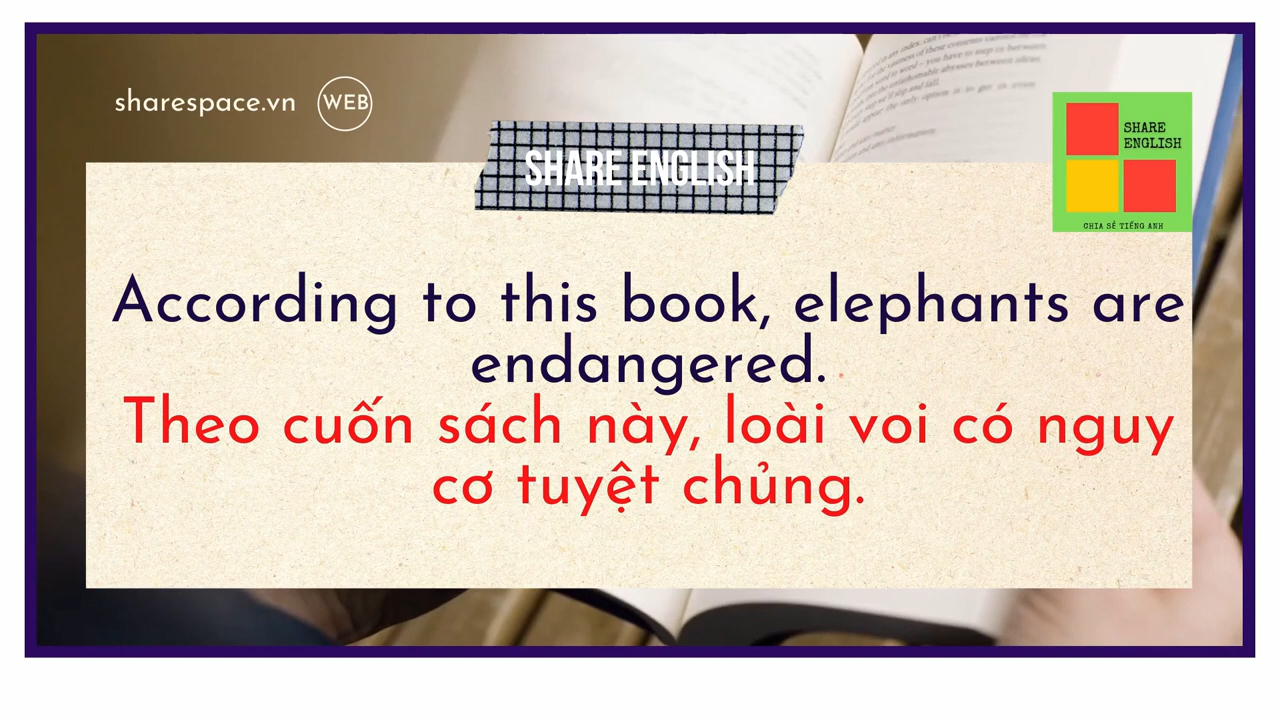 sharespace.vn WEB
SHARE ENGLISH
SHARE
ENGLISH
CHIA SẺ TIẾNG ANH
According to this book, elephants are
endangered.
Theo cuốn sách này, loài voi có nguy
cơ tuyệt chủng.